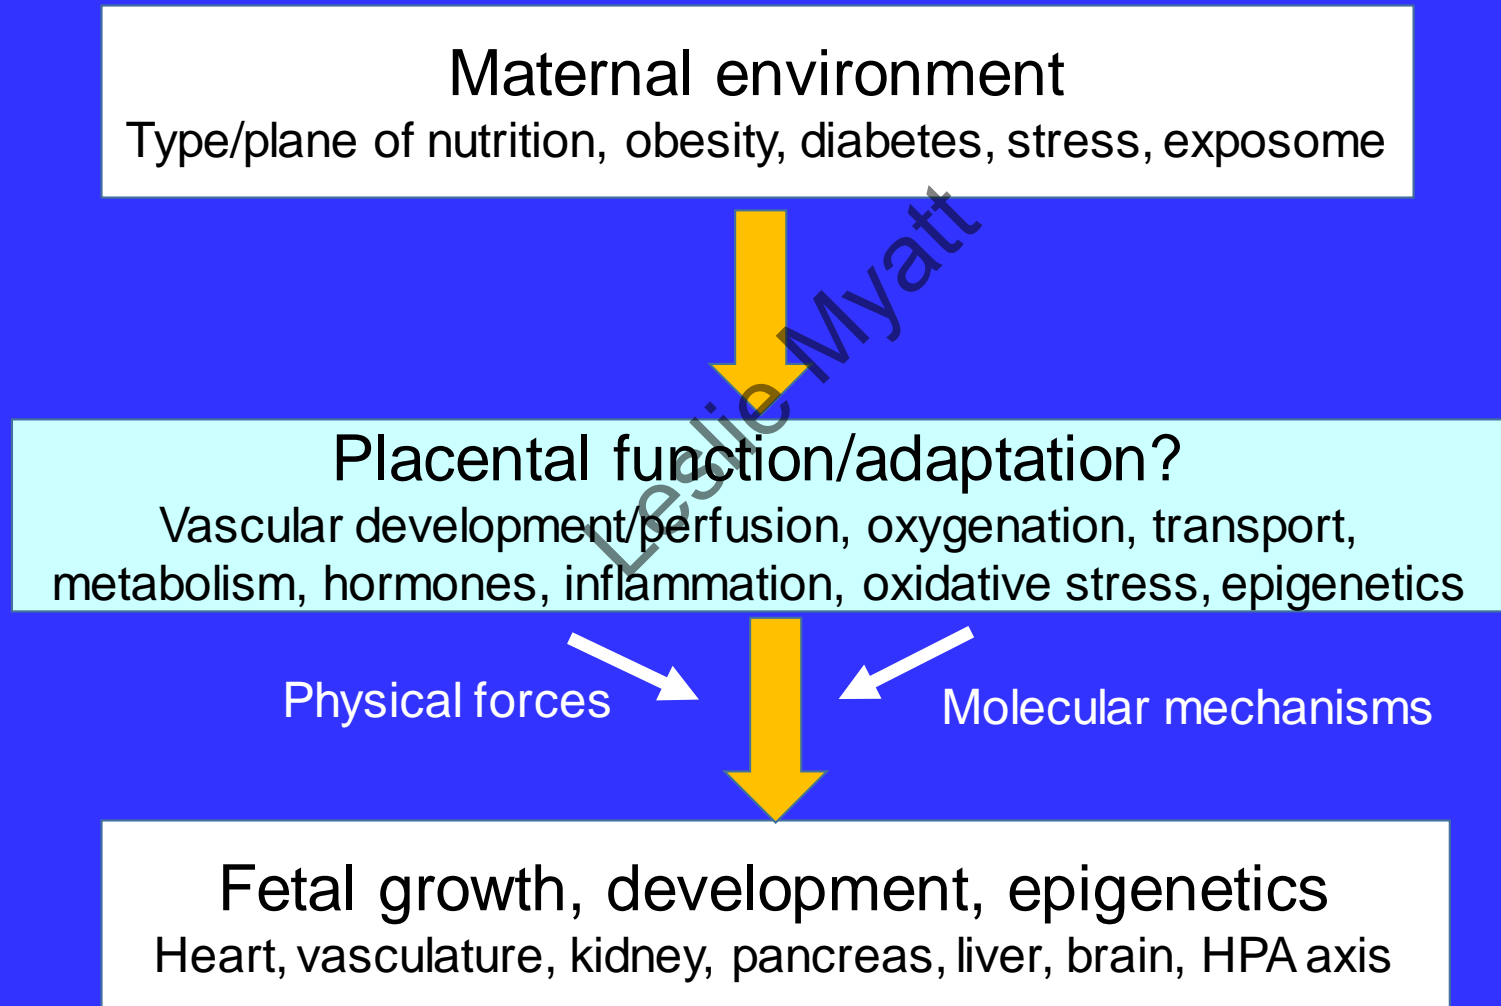 Maternal environment
Type/plane of nutrition, obesity, diabetes, stress, exposome
Leslie Myatt
Placental function/adaptation?
Vascular development/perfusion, oxygenation, transport,
metabolism, hormones, inflammation, oxidative stress, epigenetics
Physical forces
Molecular mechanisms
Fetal growth, development, epigenetics
Heart, vasculature, kidney, pancreas, liver, brain, HPA axis